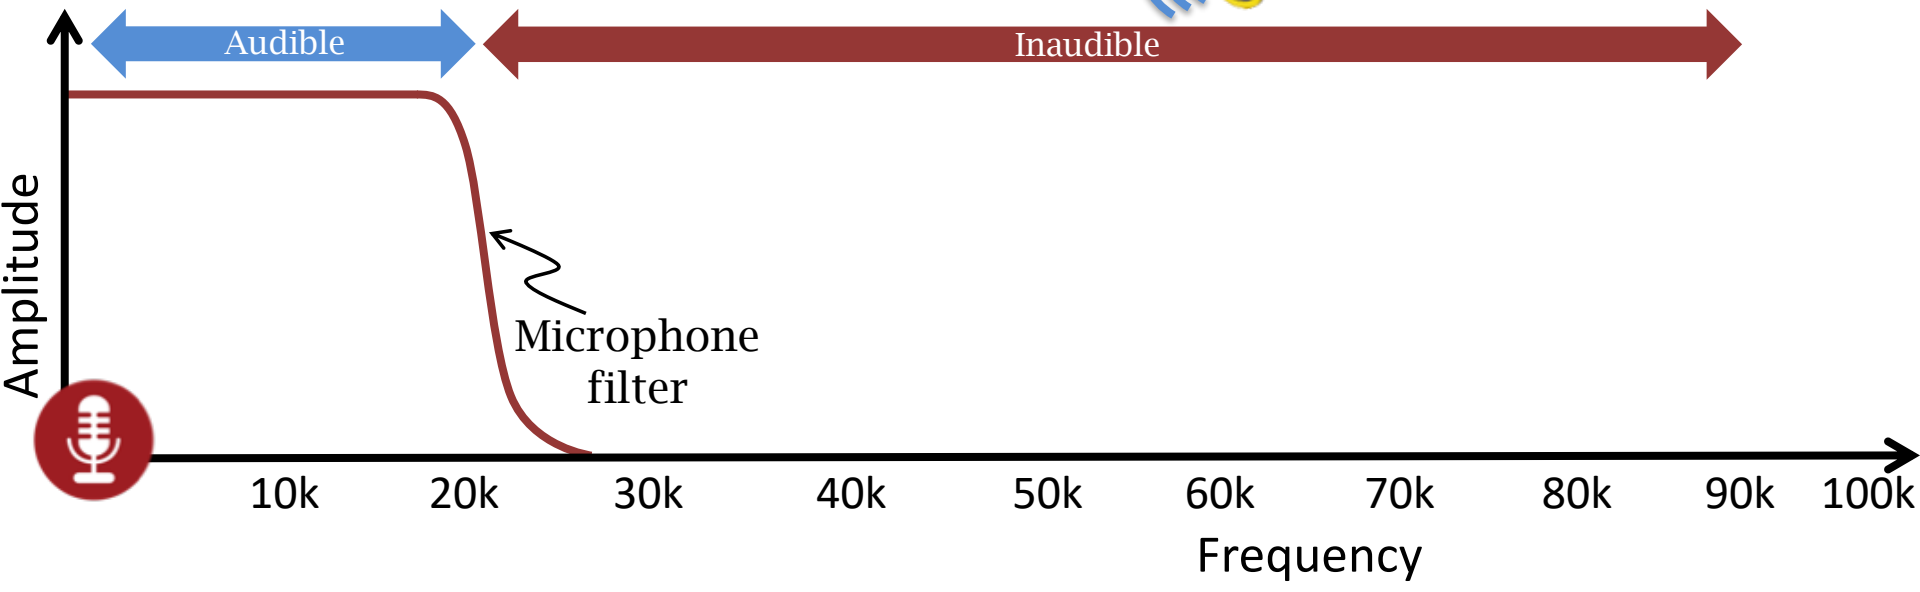 Audible
Inaudible
Amplitude
Microphone
filter
10k 20k 30k 40k 50k 60k 70k 80k 90k 100k
Frequency